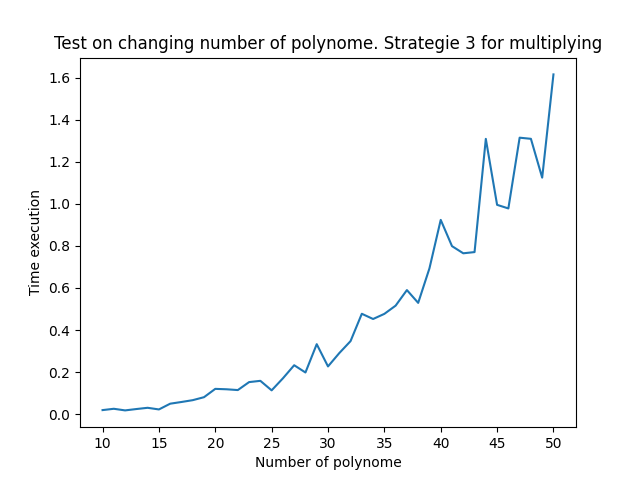 Test on changing number of polynome. Strategie 3 for multiplying
1.6
1.4
1.2
1.0
0.8
0.6
0.4
0.2
0.0
Time execution
10 15 20 25 30 35 40 45 50
Number of polynome